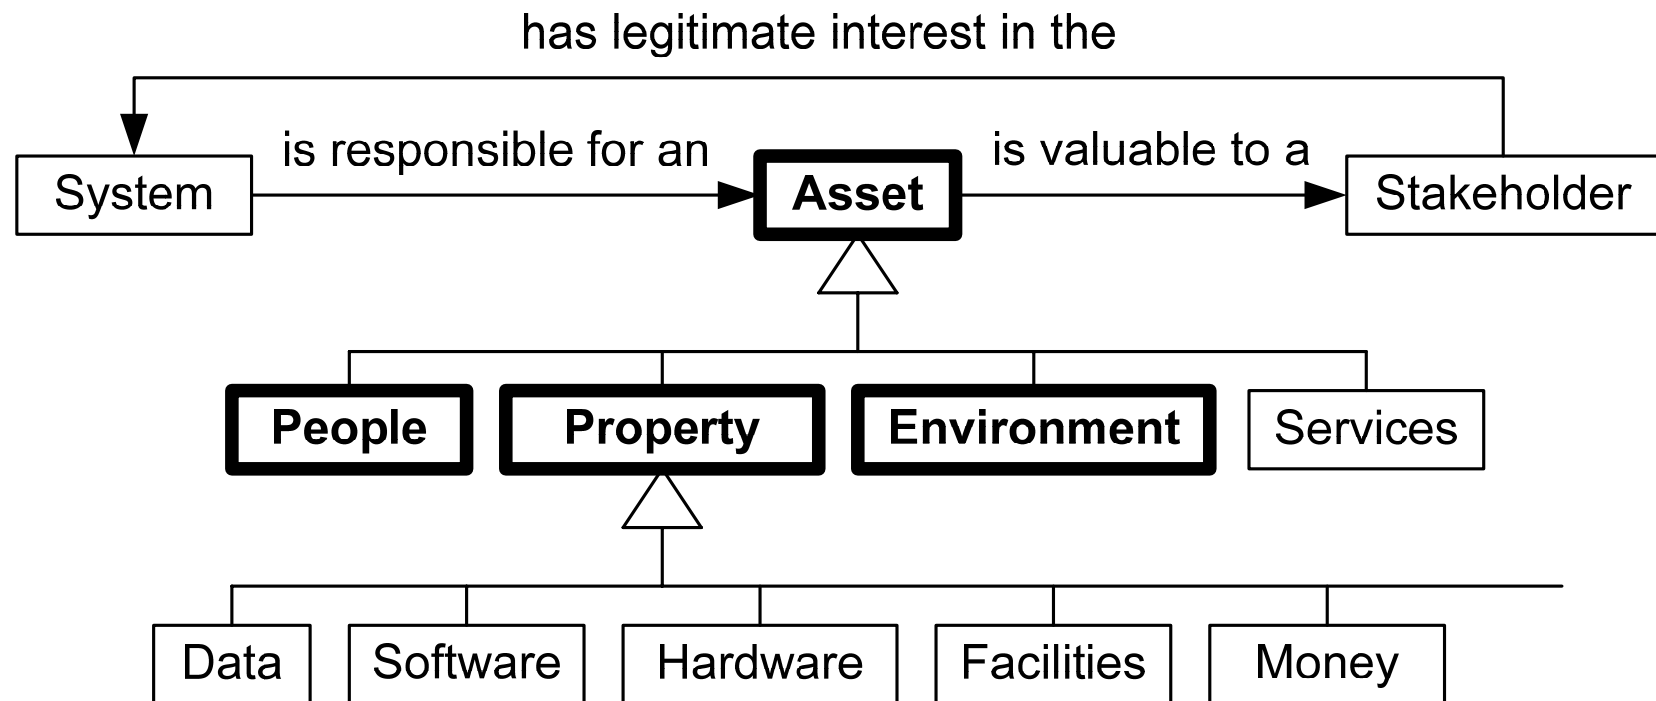 has legitimate interest in the
is responsible for an
is valuable to a
System
Asset
Stakeholder
People
Property
Environment
Services
Data
Software
Hardware
Facilities
Money